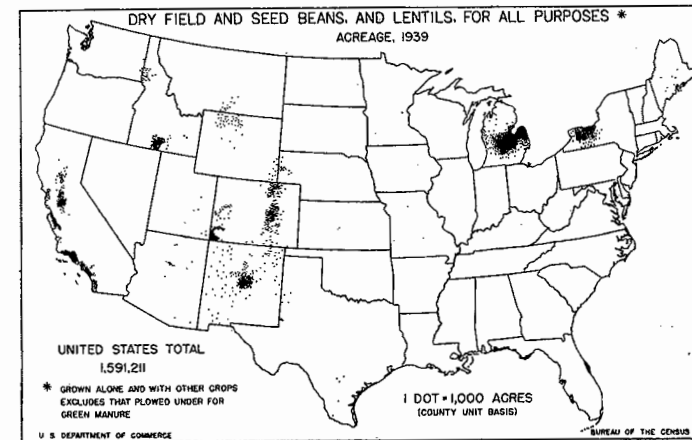 DRY FIELD AND SEED BEANS, AND LENTILS, FOR ALL PURPOSES *
ACREAGE, 1939
UNITED STATES TOTAL
1,591,211
* GROWN ALONE AND WITH OTHER CROPS
EXCLUDES THAT PLOWED UNDER FOR
GREEN MANURE
1 DOT = 1,000 ACRES
(COUNTY UNIT BASIS)
U S DEPARTMENT OF COMMERCE
BUREAU OF THE CENSUS